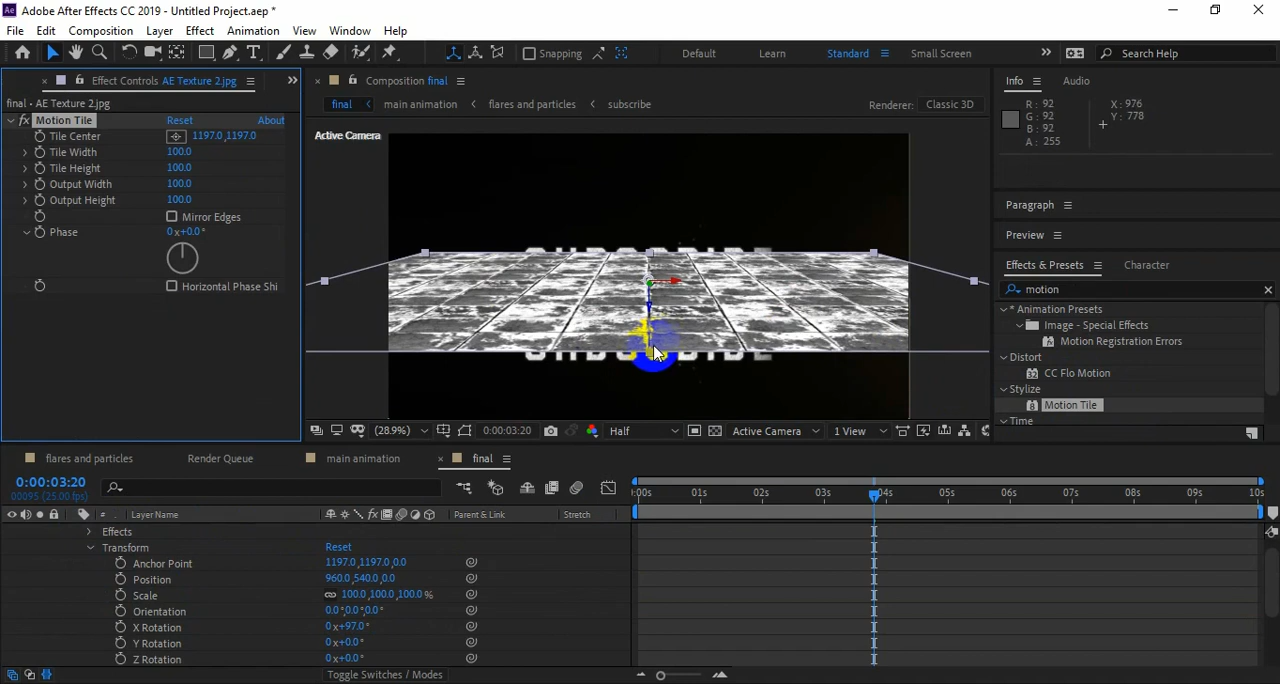 Ae Adobe After Effects CC 2019 - Untitled Project.aep *
File Edit Composition Layer Effect Animation View Window Help
Snapping Default Learn Standard Small Screen Search Help
Effect Controls AE Texture 2.jpg
final • AE Texture 2.jpg
fx Motion Tile Reset About
Tile Center 1197.0,1197.0
Tile Width 100.0
Tile Height 100.0
Output Width 100.0
Output Height 100.0
Mirror Edges
Phase 0x+0.0°
Horizontal Phase Shi
Composition final
final main animation flares and particles subscribe
Renderer: Classic 3D
Active Camera
(28.9%) 0:00:03:20 Half Active Camera 1 View
Info Audio
R: 92
G: 92
B: 92
A: 255
X: 976
Y: 778
Paragraph
Preview
Effects & Presets Character
motion
* Animation Presets
Image - Special Effects
Motion Registration Errors
Distort
32 CC Flo Motion
Stylize
8 Motion Tile
Time
flares and particles Render Queue main animation final
0:00:03:20
00095 (25.00 fps)
:00s 01s 02s 03s 04s 05s 06s 07s 08s 09s 10s
# Layer Name fx Parent & Link Stretch
Effects
Transform Reset
Anchor Point 1197.0,1197.0,0.0
Position 960.0,540.0,0.0
Scale 100.0,100.0,100.0%
Orientation 0.0°,0.0°,0.0°
X Rotation 0x+97.0°
Y Rotation 0x+0.0°
Z Rotation 0x+0.0°
Toggle Switches / Modes